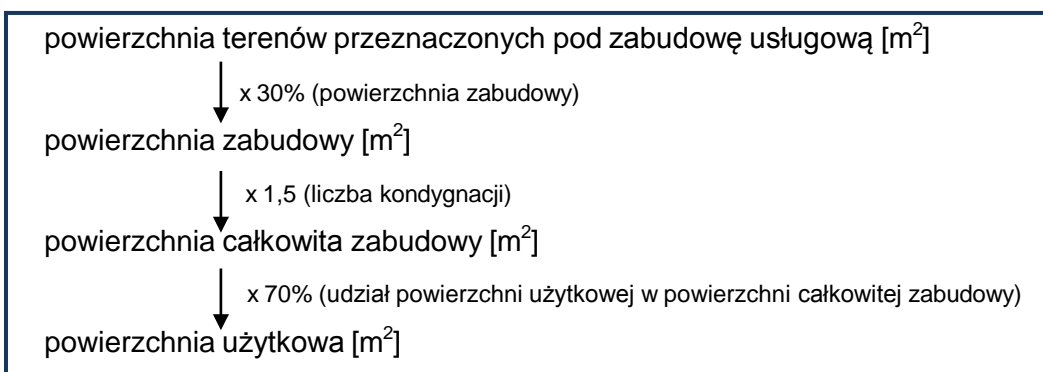 powierzchnia terenów przeznaczonych pod zabudowę usługową [m²]
x 30% (powierzchnia zabudowy)
powierzchnia zabudowy [m²]
x 1,5 (liczba kondygnacji)
powierzchnia całkowita zabudowy [m²]
x 70% (udział powierzchni użytkowej w powierzchni całkowitej zabudowy)
powierzchnia użytkowa [m²]